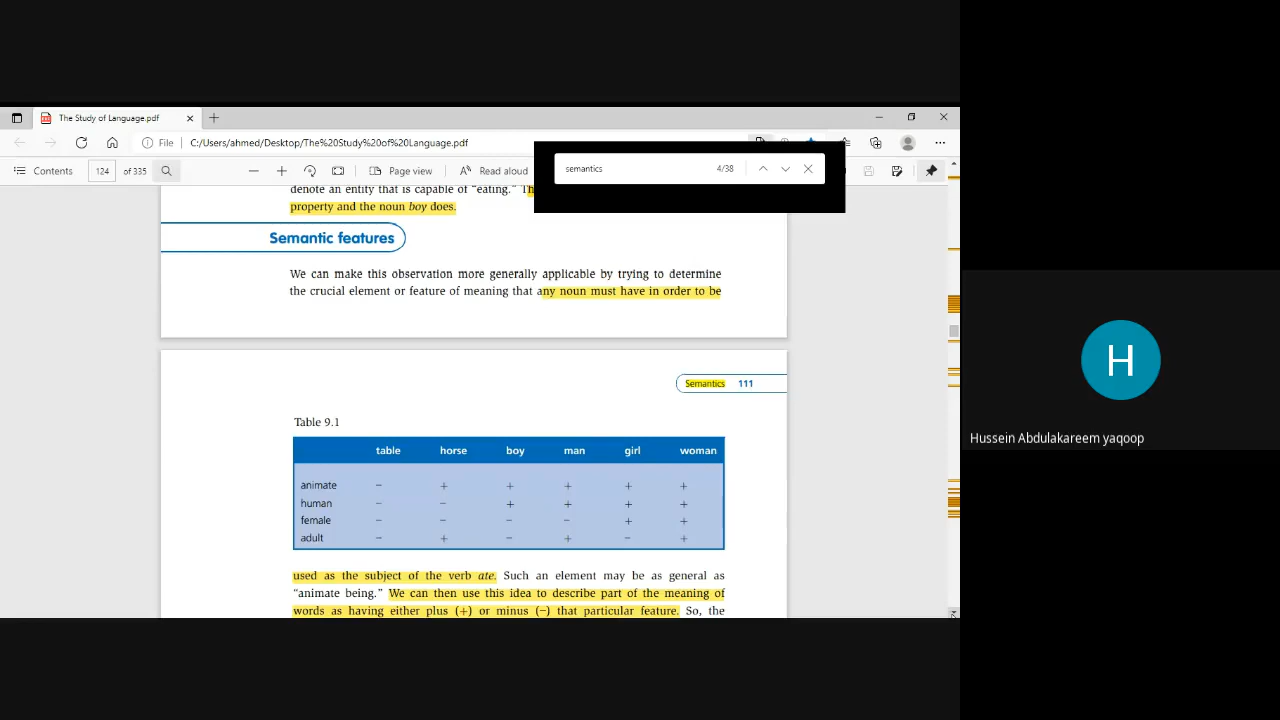 The Study of Language.pdf
File C:/Users/ahmed/Desktop/The%20Study%20of%20Language.pdf
semantics 4/38
Contents 124 of 335 Page view Read aloud
denote an entity that is capable of “eating.”
property and the noun boy does.
Semantic features
We can make this observation more generally applicable by trying to determine
the crucial element or feature of meaning that any noun must have in order to be
Semantics 111
Table 9.1
table horse boy man girl woman
animate − + + + + +
human − − + + + +
female − − − − + +
adult − + − + − +
used as the subject of the verb ate. Such an element may be as general as
“animate being.” We can then use this idea to describe part of the meaning of
words as having either plus (+) or minus (−) that particular feature. So, the
H
Hussein Abdulakareem yaqoop